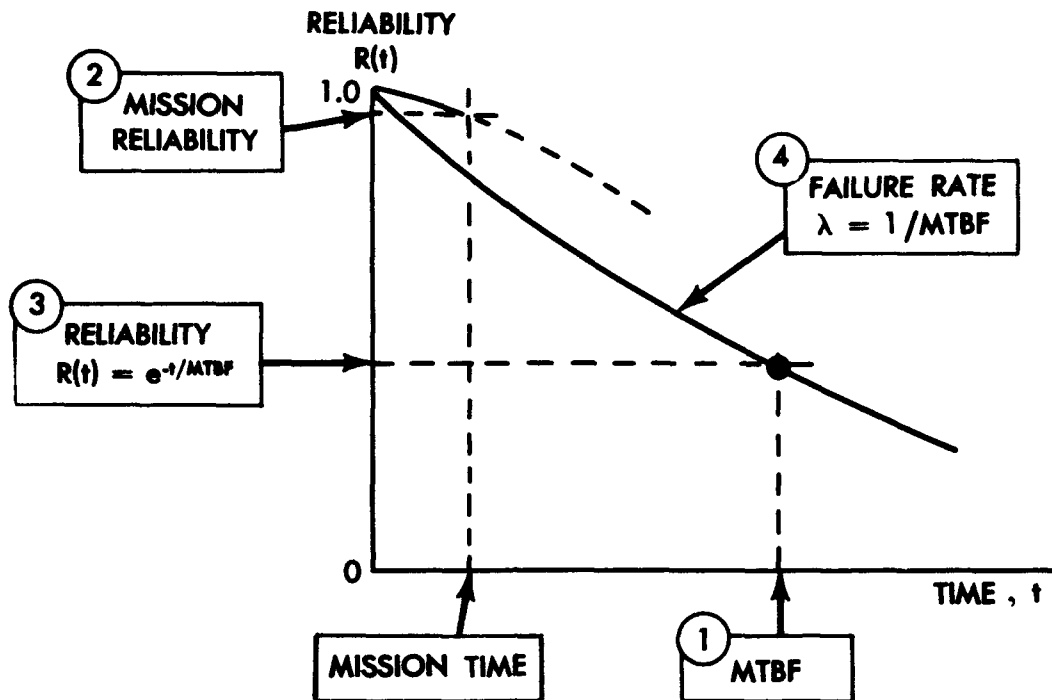 RELIABILITY
R(t)
1.0
2
MISSION
RELIABILITY
4
FAILURE RATE
λ = 1/MTBF
3
RELIABILITY
R(t) = e-t/MTBF
0
TIME, t
MISSION TIME
1
MTBF